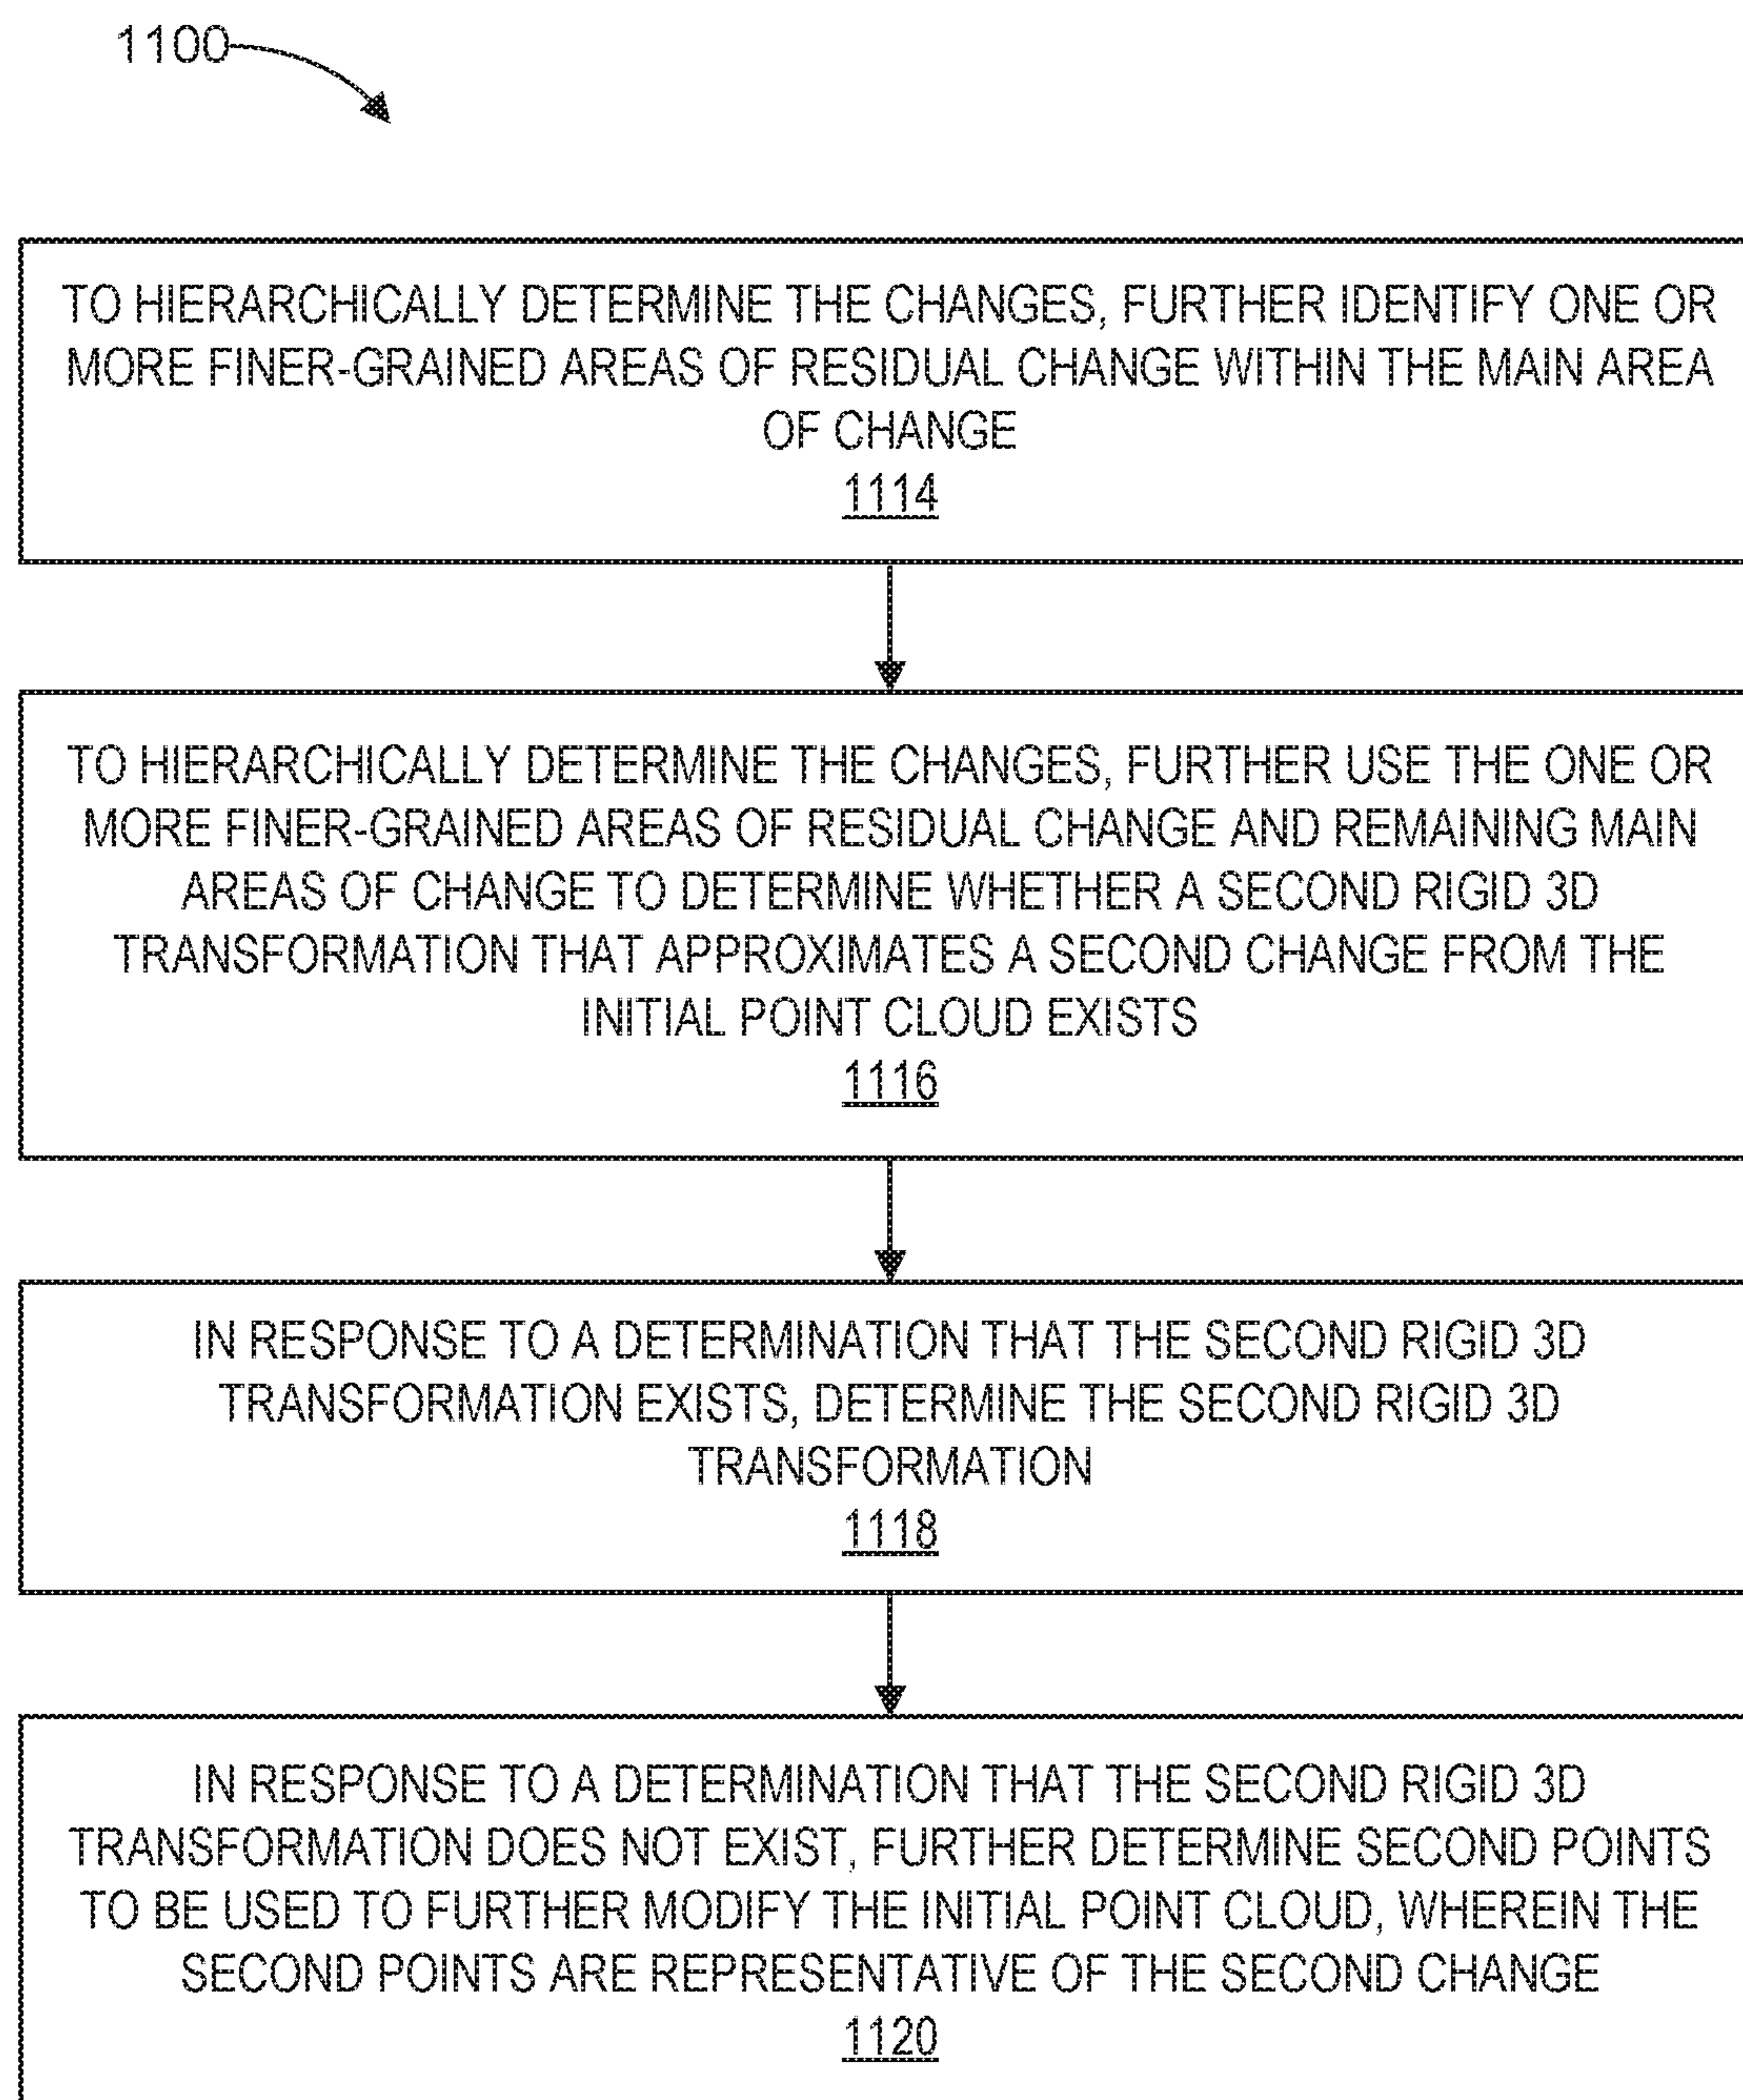 1100
TO HIERARCHICALLY DETERMINE THE CHANGES, FURTHER IDENTIFY ONE OR
MORE FINER-GRAINED AREAS OF RESIDUAL CHANGE WITHIN THE MAIN AREA
OF CHANGE
1114
TO HIERARCHICALLY DETERMINE THE CHANGES, FURTHER USE THE ONE OR
MORE FINER-GRAINED AREAS OF RESIDUAL CHANGE AND REMAINING MAIN
AREAS OF CHANGE TO DETERMINE WHETHER A SECOND RIGID 3D
TRANSFORMATION THAT APPROXIMATES A SECOND CHANGE FROM THE
INITIAL POINT CLOUD EXISTS
1116
IN RESPONSE TO A DETERMINATION THAT THE SECOND RIGID 3D
TRANSFORMATION EXISTS, DETERMINE THE SECOND RIGID 3D
TRANSFORMATION
1118
IN RESPONSE TO A DETERMINATION THAT THE SECOND RIGID 3D
TRANSFORMATION DOES NOT EXIST, FURTHER DETERMINE SECOND POINTS
TO BE USED TO FURTHER MODIFY THE INITIAL POINT CLOUD, WHEREIN THE
SECOND POINTS ARE REPRESENTATIVE OF THE SECOND CHANGE
1120